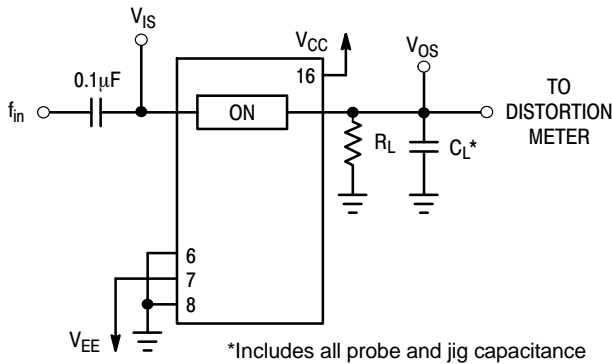 V_IS
V_CC
V_OS
0.1μF
16
f_in
ON
TO
DISTORTION
METER
R_L
C_L*
6
7
8
V_EE
*Includes all probe and jig capacitance